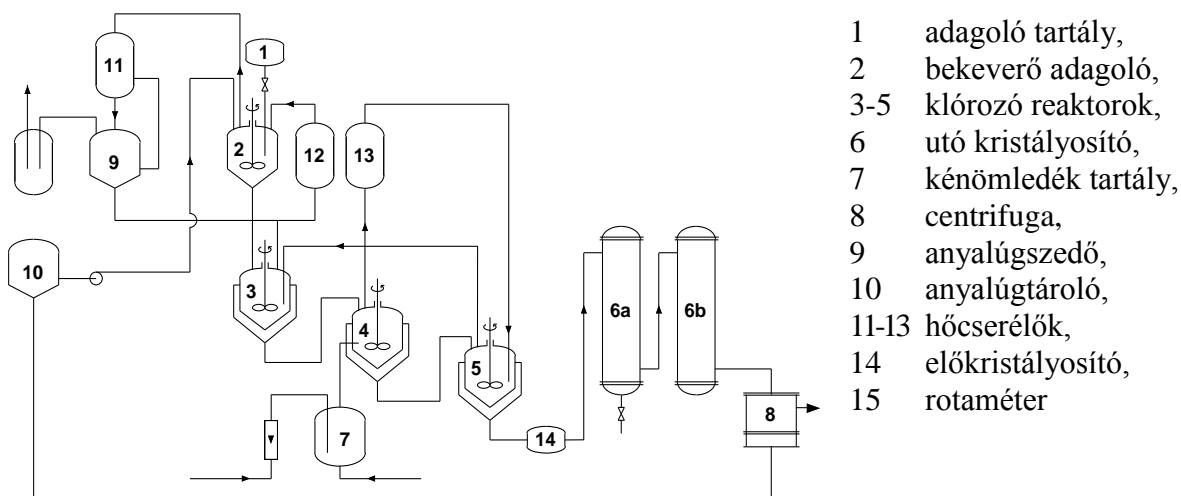 11
1
2
9
12
13
10
3
4
5
6a
6b
7
14
8
1 adagoló tartály,
2 bekeverő adagoló,
3-5 klórozó reaktorok,
6 utó kristályosító,
7 kénömledék tartály,
8 centrifuga,
9 anyalúgszedő,
10 anyalúgtároló,
11-13 hőcserélők,
14 előkristályosító,
15 rotaméter